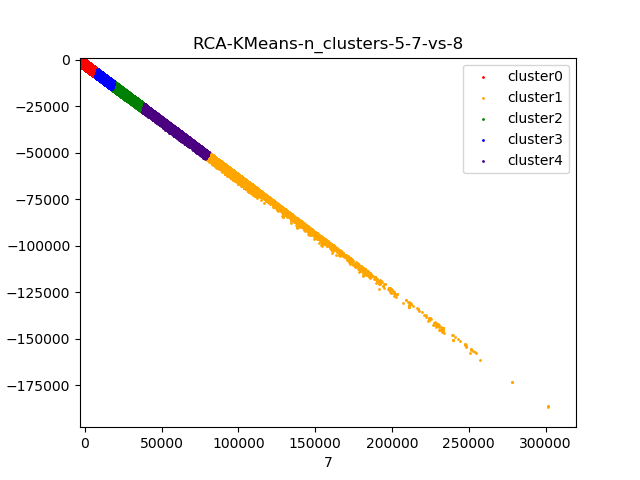 RCA-KMeans-n_clusters-5-7-vs-8
0
−25000
−50000
−75000
−100000
−125000
−150000
−175000
cluster0
cluster1
cluster2
cluster3
cluster4
0 50000 100000 150000 200000 250000 300000
7